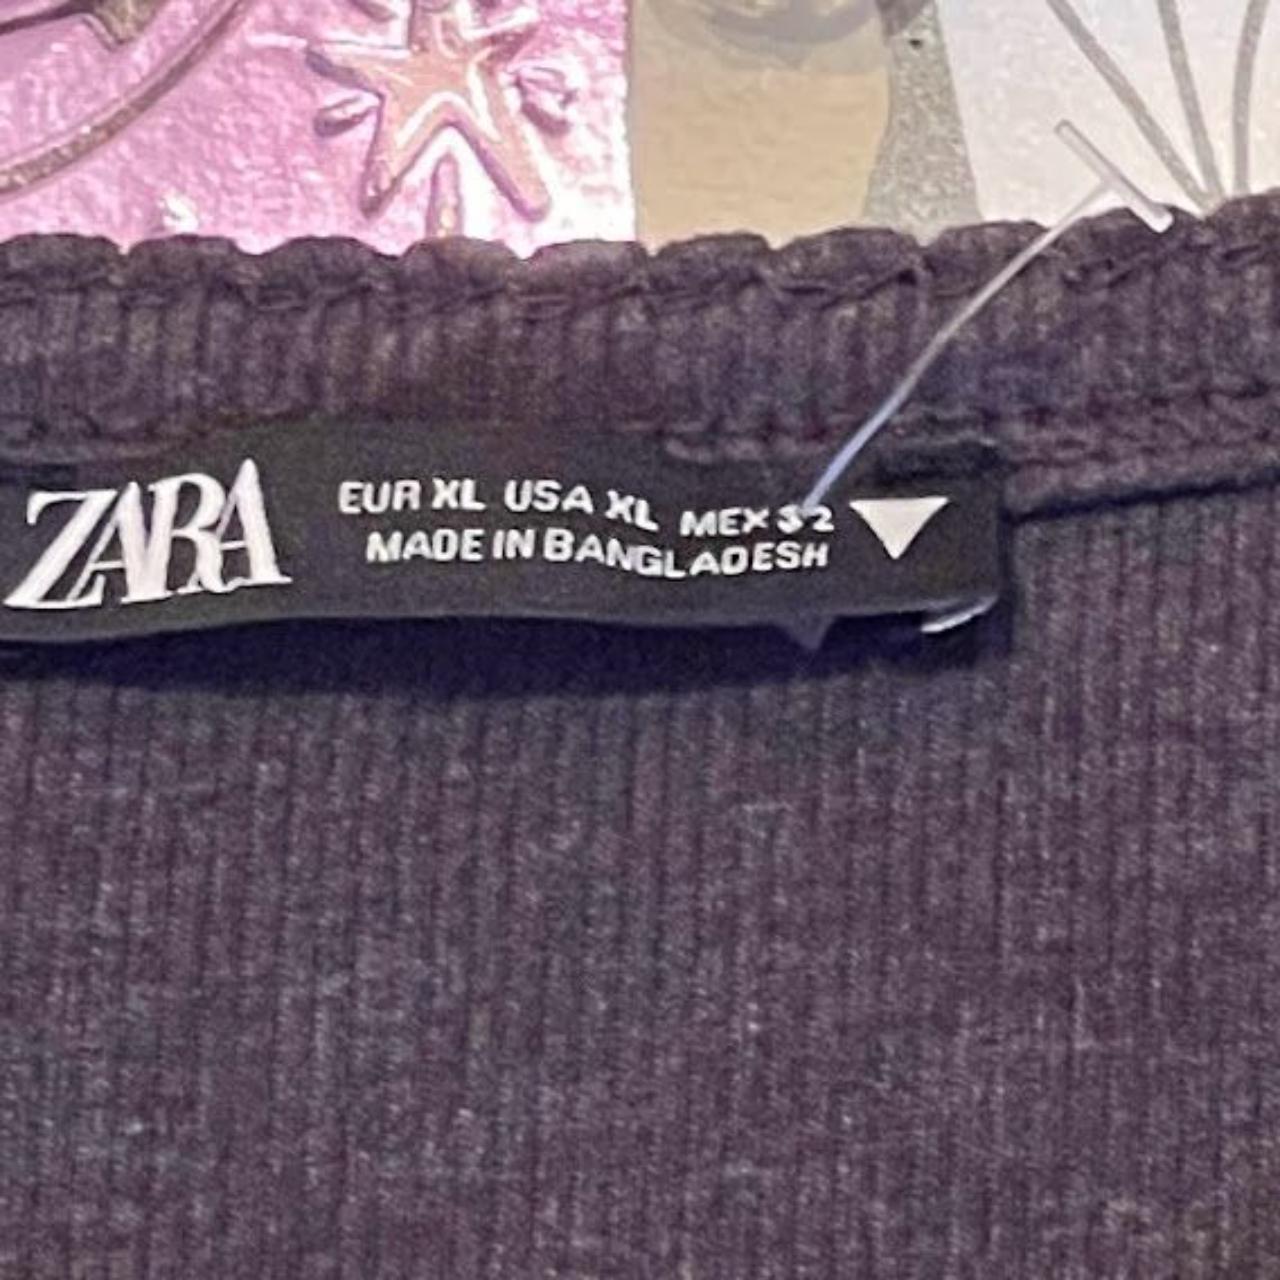 ZARA
EUR XL USA XL MEX 32
MADE IN BANGLADESH